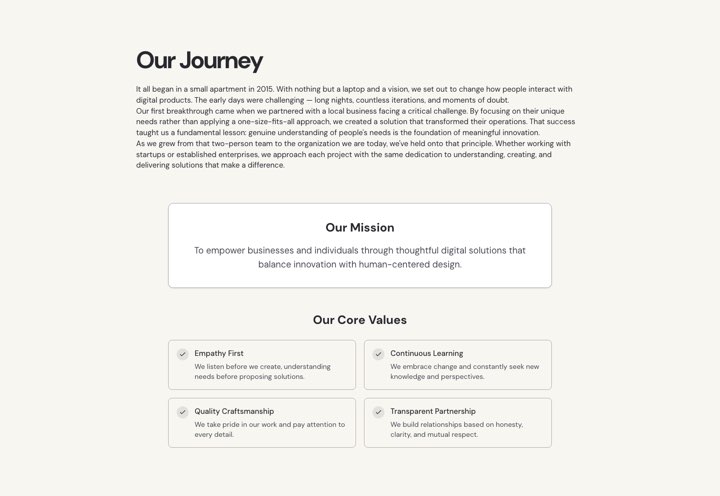 Our Journey
It all began in a small apartment in 2015. With nothing but a laptop and a vision, we set out to change how people interact with
digital products. The early days were challenging — long nights, countless iterations, and moments of doubt.
Our first breakthrough came when we partnered with a local business facing a critical challenge. By focusing on their unique
needs rather than applying a one-size-fits-all approach, we created a solution that transformed their operations. That success
taught us a fundamental lesson: genuine understanding of people's needs is the foundation of meaningful innovation.
As we grew from that two-person team to the organization we are today, we've held onto that principle. Whether working with
startups or established enterprises, we approach each project with the same dedication to understanding, creating, and
delivering solutions that make a difference.
Our Mission
To empower businesses and individuals through thoughtful digital solutions that
balance innovation with human-centered design.
Our Core Values
Empathy First
We listen before we create, understanding
needs before proposing solutions.
Continuous Learning
We embrace change and constantly seek new
knowledge and perspectives.
Quality Craftsmanship
We take pride in our work and pay attention to
every detail.
Transparent Partnership
We build relationships based on honesty,
clarity, and mutual respect.